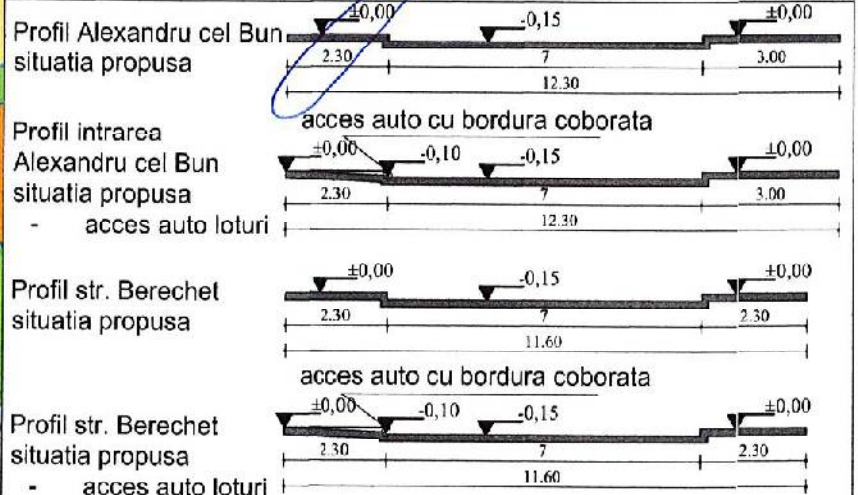 Profil Alexandru cel Bun
situatia propusa
±0,00 -0,15 ±0,00
2.30 7 3.00
12.30
acces auto cu bordura coborata
Profil intrarea
Alexandru cel Bun
situatia propusa
- acces auto loturi
±0,00 -0,10 -0,15 ±0,00
2.30 7 3.00
12.30
Profil str. Berechet
situatia propusa
±0,00 -0,15 ±0,00
2.30 7 2.30
11.60
acces auto cu bordura coborata
Profil str. Berechet
situatia propusa
- acces auto loturi
±0,00 -0,10 -0,15 ±0,00
2.30 7 2.30
11.60